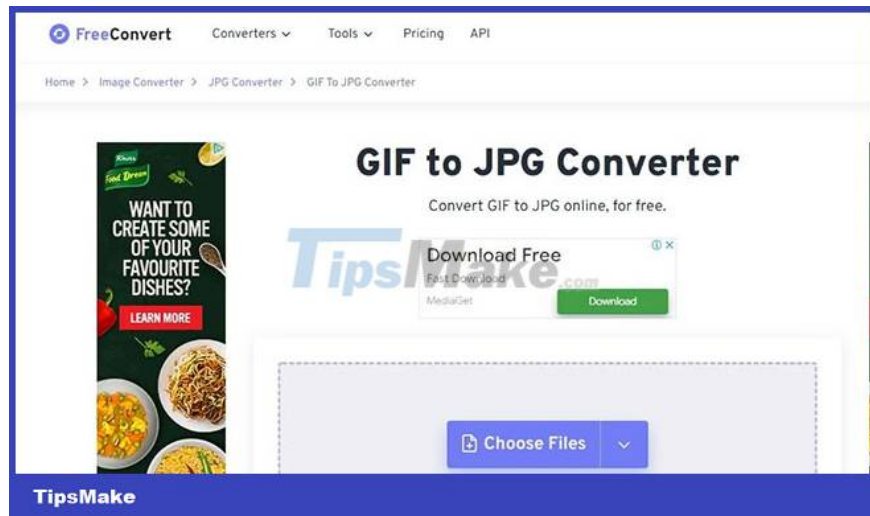 FreeConvert
Converters
Tools
Pricing
API
Home > Image Converter > JPG Converter > GIF To JPG Converter
Knorr
Food Dream
WANT TO
CREATE SOME
OF YOUR
FAVOURITE
DISHES?
LEARN MORE
GIF to JPG Converter
Convert GIF to JPG online, for free.
Download Free
Fast Download
MediaGet
Download
TipsMake.com
Choose Files
TipsMake